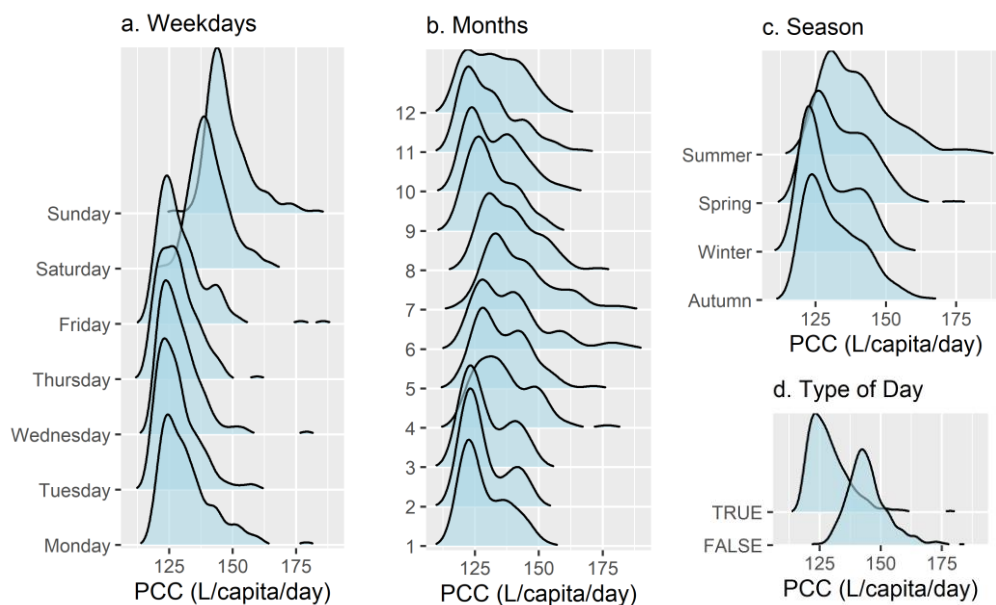 a. Weekdays
Sunday
Saturday
Friday
Thursday
Wednesday
Tuesday
Monday
125 150 175
PCC (L/capita/day)
b. Months
12
11
10
9
8
7
6
5
4
3
2
1
125 150 175
PCC (L/capita/day)
c. Season
Summer
Spring
Winter
Autumn
125 150 175
PCC (L/capita/day)
d. Type of Day
TRUE
FALSE
125 150 175
PCC (L/capita/day)